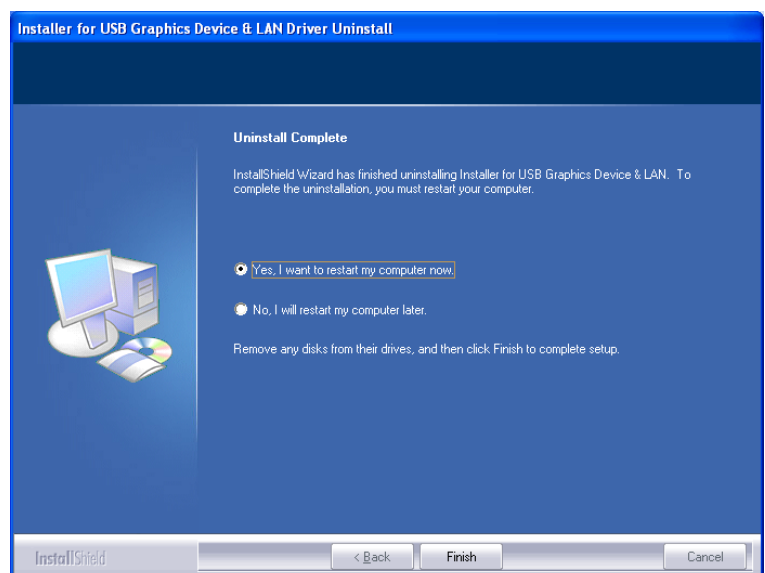 Installer for USB Graphics Device & LAN Driver Uninstall
Uninstall Complete
InstallShield Wizard has finished uninstalling Installer for USB Graphics Device & LAN. To
complete the uninstallation, you must restart your computer.
Yes, I want to restart my computer now.
No, I will restart my computer later.
Remove any disks from their drives, and then click Finish to complete setup.
InstallShield
< Back
Finish
Cancel